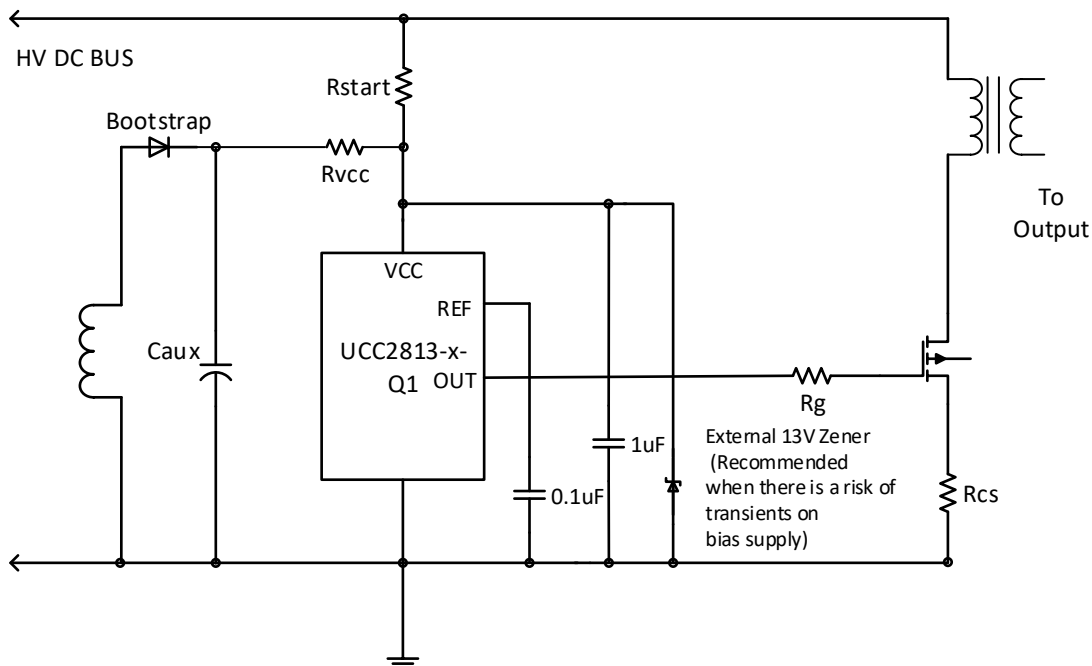 HV DC BUS
Rstart
Bootstrap
Rvcc
To
Output
VCC
REF
Caux
UCC2813-x-
Q1
OUT
Rg
1uF
0.1uF
External 13V Zener
(Recommended
when there is a risk of
transients on
bias supply)
Rcs